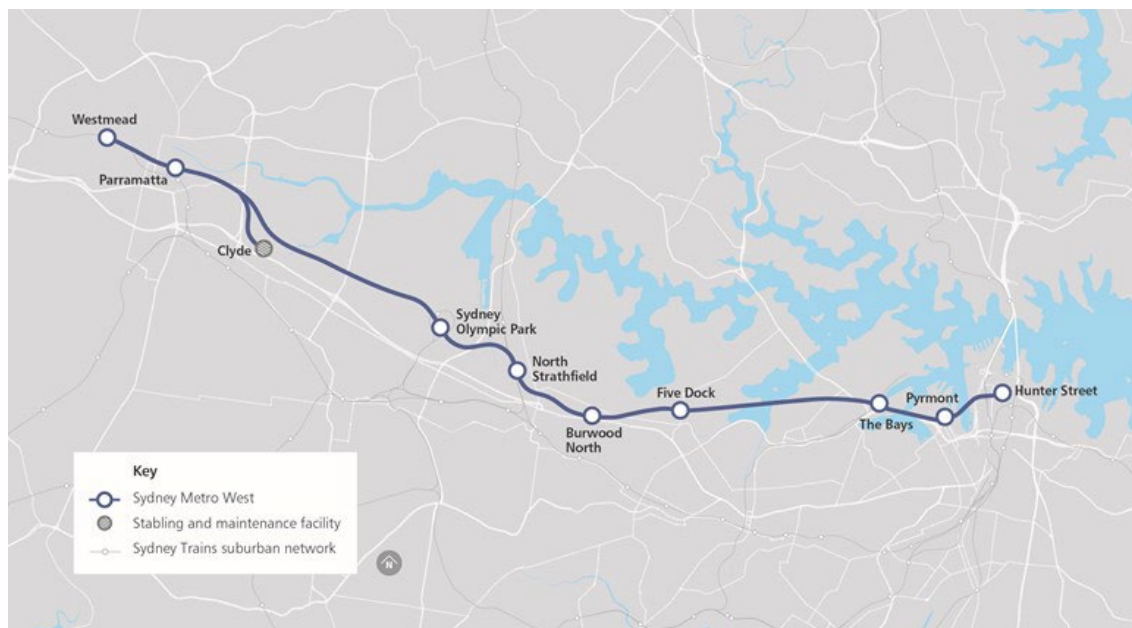 Westmead
Parramatta
Clyde
Sydney
Olympic Park
North
Strathfield
Five Dock
Burwood
North
Pyrmont
The Bays
Hunter Street
Key
Sydney Metro West
Stabling and maintenance facility
Sydney Trains suburban network
N